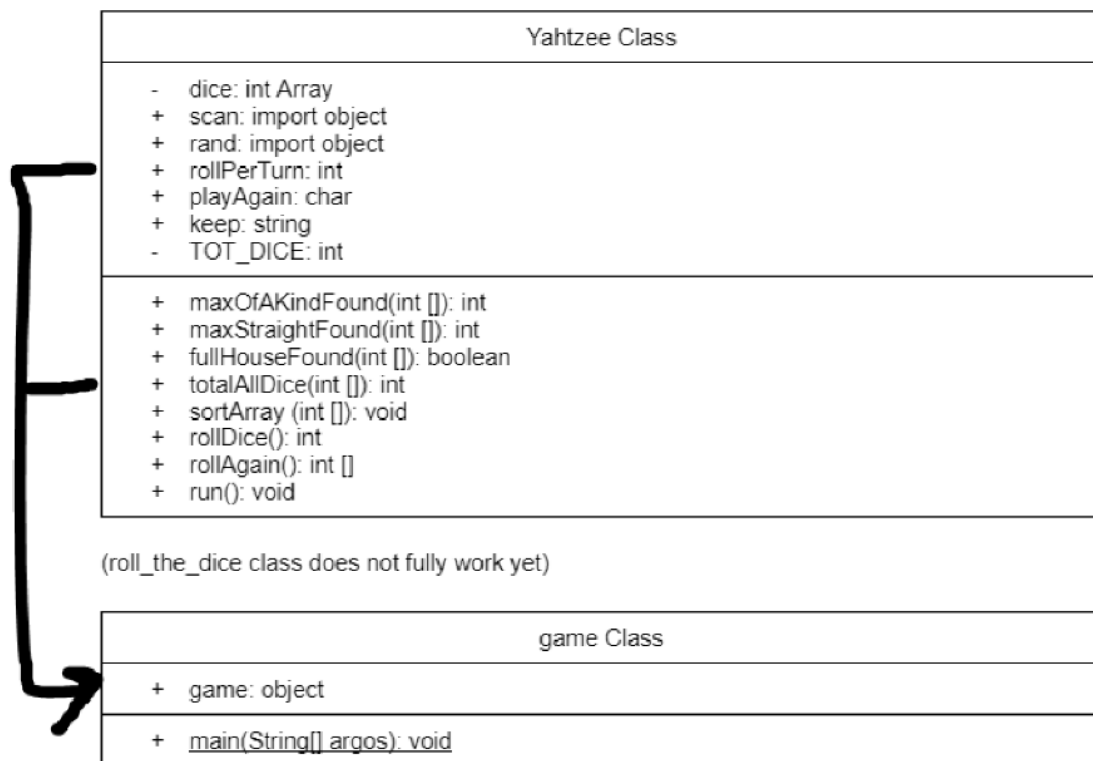 Yahtzee Class
- dice: int Array
+ scan: import object
+ rand: import object
+ rollPerTurn: int
+ playAgain: char
+ keep: string
- TOT_DICE: int
+ maxOfAKindFound(int []): int
+ maxStraightFound(int []): int
+ fullHouseFound(int []): boolean
+ totalAllDice(int []): int
+ sortArray (int []): void
+ rollDice(): int
+ rollAgain(): int []
+ run(): void
(roll_the_dice class does not fully work yet)
game Class
+ game: object
+ main(String[] argos): void